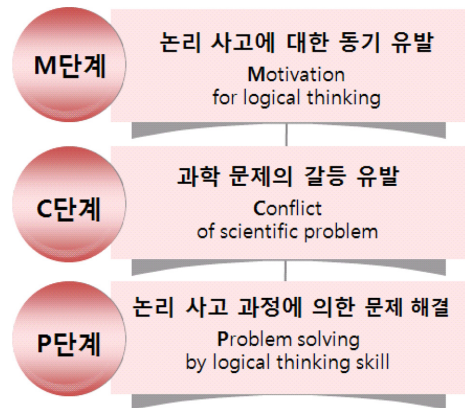 M단계
논리 사고에 대한 동기 유발
Motivation
for logical thinking
C단계
과학 문제의 갈등 유발
Conflict
of scientific problem
P단계
논리 사고 과정에 의한 문제 해결
Problem solving
by logical thinking skill